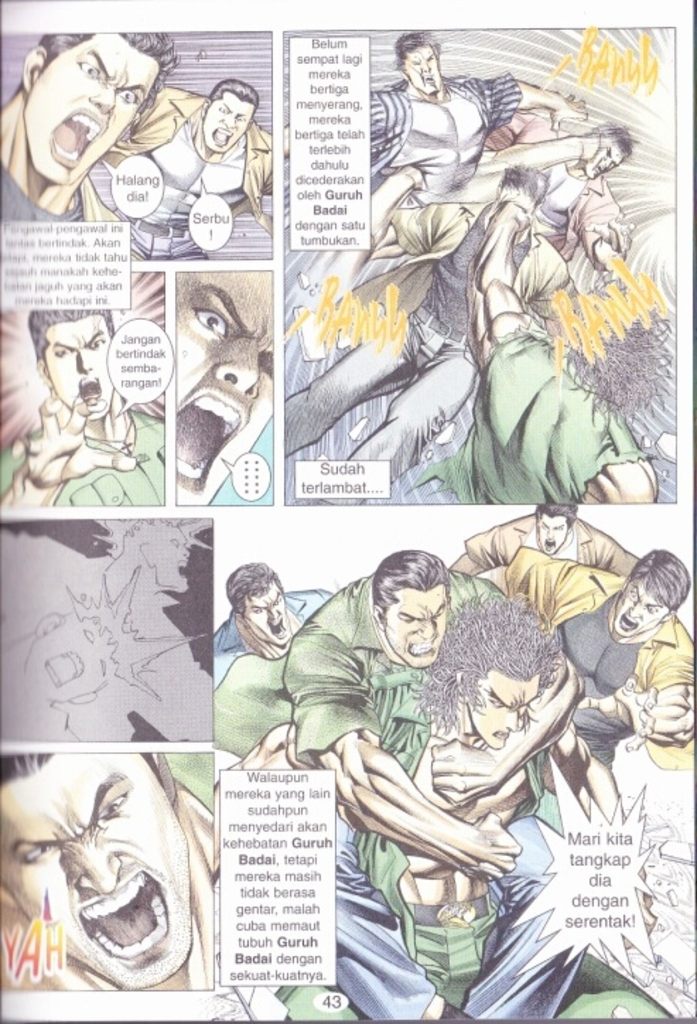 Halang
dia!
Serbu
!
Pengawal-pengawal ini
lantas bertindak. Akan
tetapi, mereka tidak tahu
sejauh manakah kehe-
batan jaguh yang akan
mereka hadapi ini.
Belum
sempat lagi
mereka
bertiga
menyerang,
mereka
bertiga telah
terlebih
dahulu
dicederakan
oleh Guruh
Badai
dengan satu
tumbukan.
BANGG
BANGG
BANGG
Jangan
bertindak
semba-
rangan!
Sudah
terlambat....
YAH
Walaupun
mereka yang lain
sudahpun
menyedari akan
kehebatan Guruh
Badai, tetapi
mereka masih
tidak berasa
gentar, malah
cuba memaut
tubuh Guruh
Badai dengan
sekuat-kuatnya.
Mari kita
tangkap
dia
dengan
serentak!
43